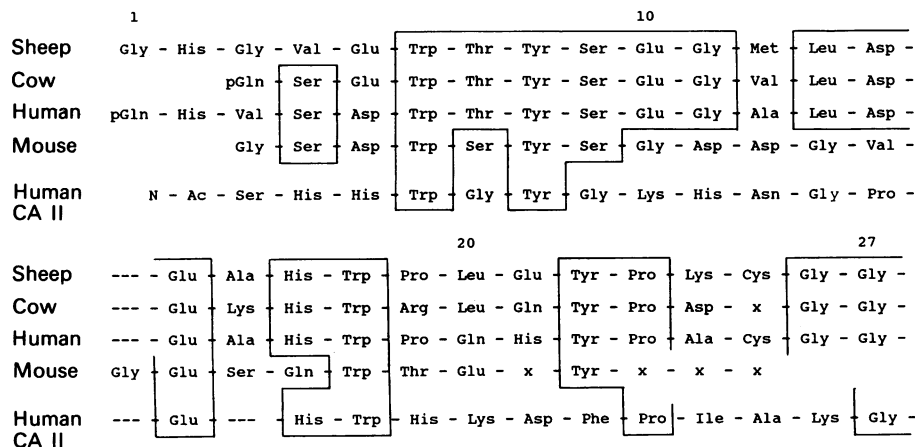 1 10
Sheep Gly - His - Gly - Val - Glu - Trp - Thr - Tyr - Ser - Glu - Gly - Met - Leu - Asp -
Cow pGln - Ser - Glu - Trp - Thr - Tyr - Ser - Glu - Gly - Val - Leu - Asp -
Human pGln - His - Val - Ser - Asp - Trp - Thr - Tyr - Ser - Glu - Gly - Ala - Leu - Asp -
Mouse Gly - Ser - Asp - Trp - Ser - Tyr - Ser - Gly - Asp - Asp - Gly - Val -
Human N - Ac - Ser - His - His - Trp - Gly - Tyr - Gly - Lys - His - Asn - Gly - Pro -
CA II
20 27
Sheep --- - Glu - Ala - His - Trp - Pro - Leu - Glu - Tyr - Pro - Lys - Cys - Gly - Gly -
Cow --- - Glu - Lys - His - Trp - Arg - Leu - Gln - Tyr - Pro - Asp - x - Gly - Gly -
Human --- - Glu - Ala - His - Trp - Pro - Gln - His - Tyr - Pro - Ala - Cys - Gly - Gly -
Mouse Gly - Glu - Ser - Gln - Trp - Thr - Glu - x - Tyr - x - x - x
Human --- - Glu - --- - His - Trp - His - Lys - Asp - Phe - Pro - Ile - Ala - Lys - Gly -
CA II